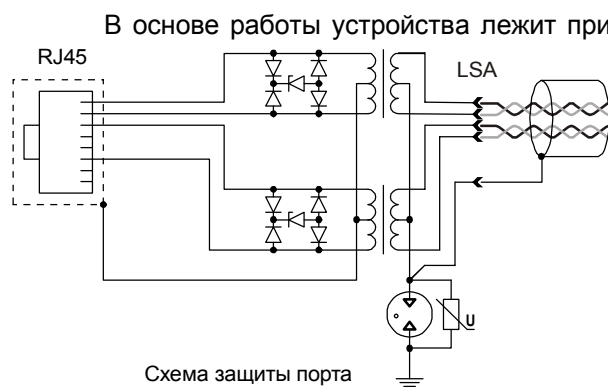 В основе работы устройства лежит при
RJ45
LSA
U
Схема защиты порта